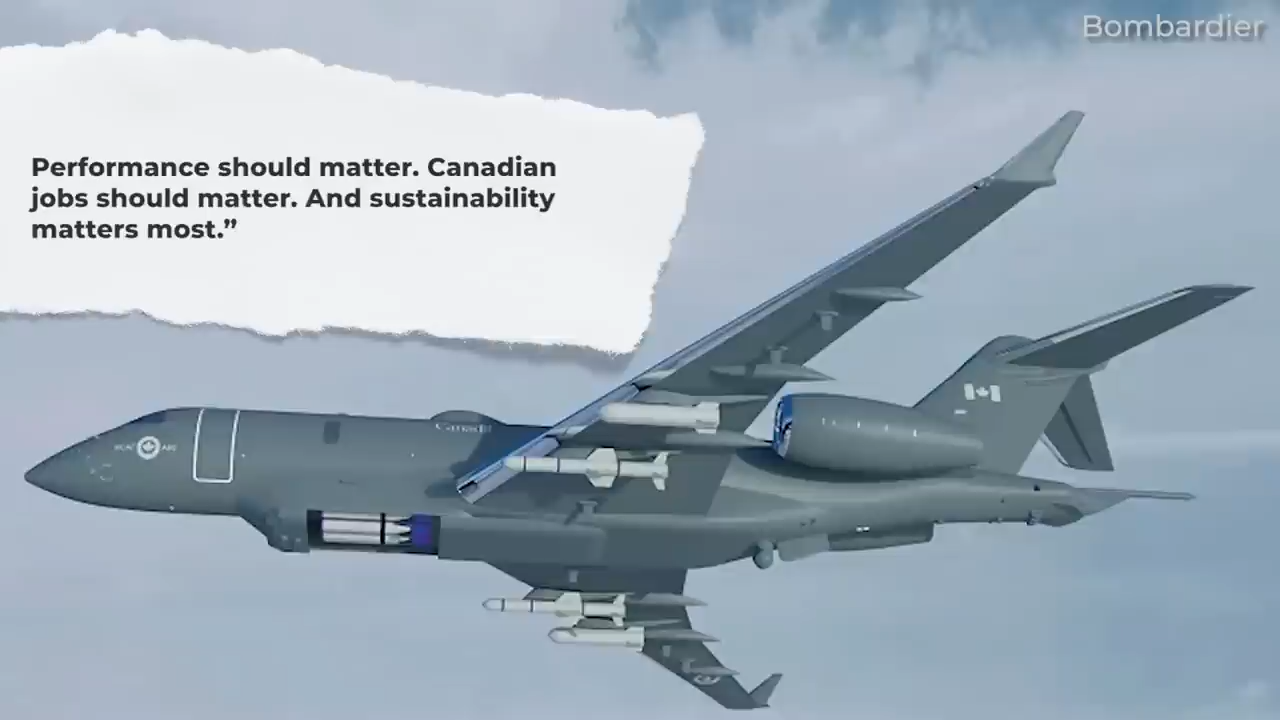 Bombardier
Performance should matter. Canadian
jobs should matter. And sustainability
matters most.”
Canada